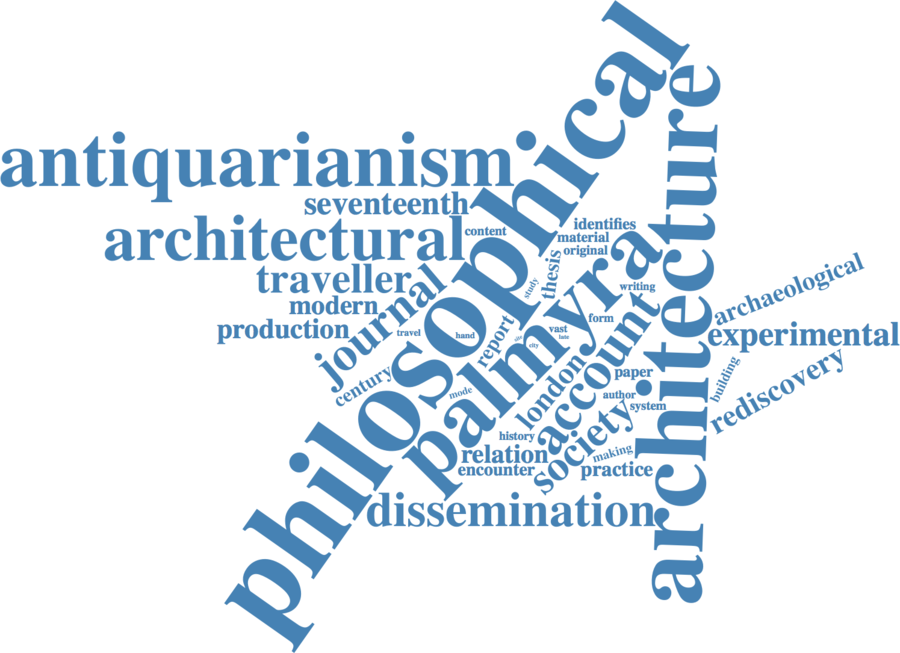 philosophical
architecture
antiquarianism
seventeenth
architectural
content
identifies
material
original
traveller
thesis
palmyra
modern
journal
study
writing
archaeological
production
travel
hand
report
site
city
vast
late
form
account
experimental
century
mode
london
paper
building
rediscovery
author
system
society
history
relation
making
encounter
practice
dissemination